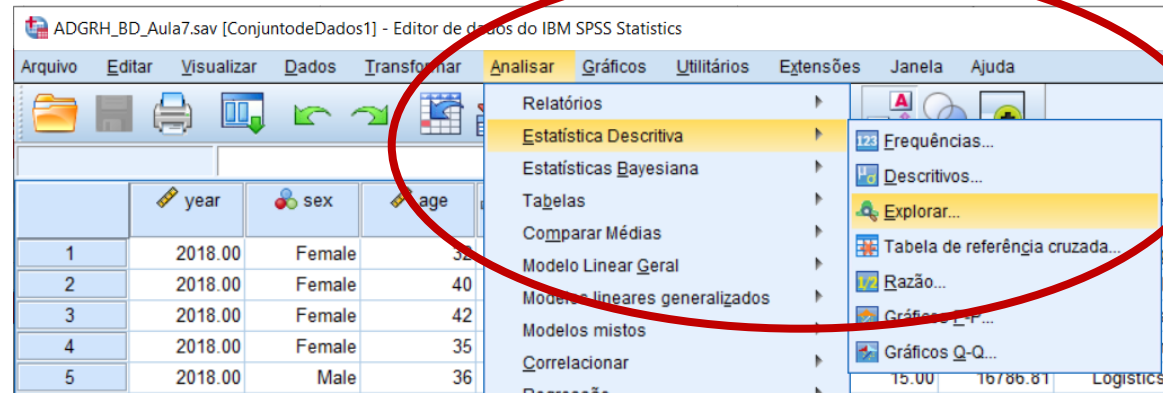 ADGRH_BD_Aula7.sav [ConjuntodeDados1] - Editor de dados do IBM SPSS Statistics
Arquivo Editar Visualizar Dados Transformar Analisar Gráficos Utilitários Extensões Janela Ajuda
Relatórios
Estatística Descritiva
Estatísticas Bayesiana
Tabelas
Comparar Médias
Modelo Linear Geral
Modelos lineares generalizados
Modelos mistos
Correlacionar
Regressão
Frequências...
Descritivos...
Explorar...
Tabela de referência cruzada...
Razão...
Gráficos P-P...
Gráficos Q-Q...
year sex age
1 2018.00 Female 32
2 2018.00 Female 40
3 2018.00 Female 42
4 2018.00 Female 35
5 2018.00 Male 36 15.00 16786.81 Logistics